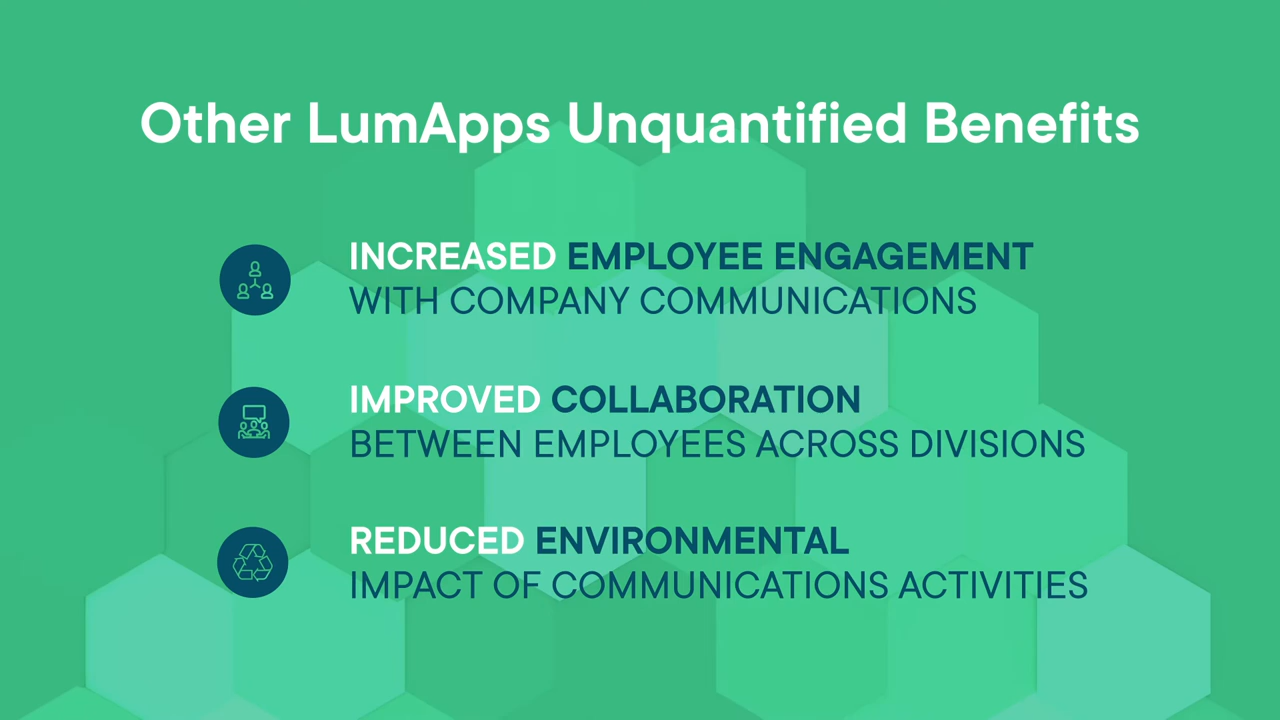 Other LumApps Unquantified Benefits
INCREASED EMPLOYEE ENGAGEMENT
WITH COMPANY COMMUNICATIONS
IMPROVED COLLABORATION
BETWEEN EMPLOYEES ACROSS DIVISIONS
REDUCED ENVIRONMENTAL
IMPACT OF COMMUNICATIONS ACTIVITIES